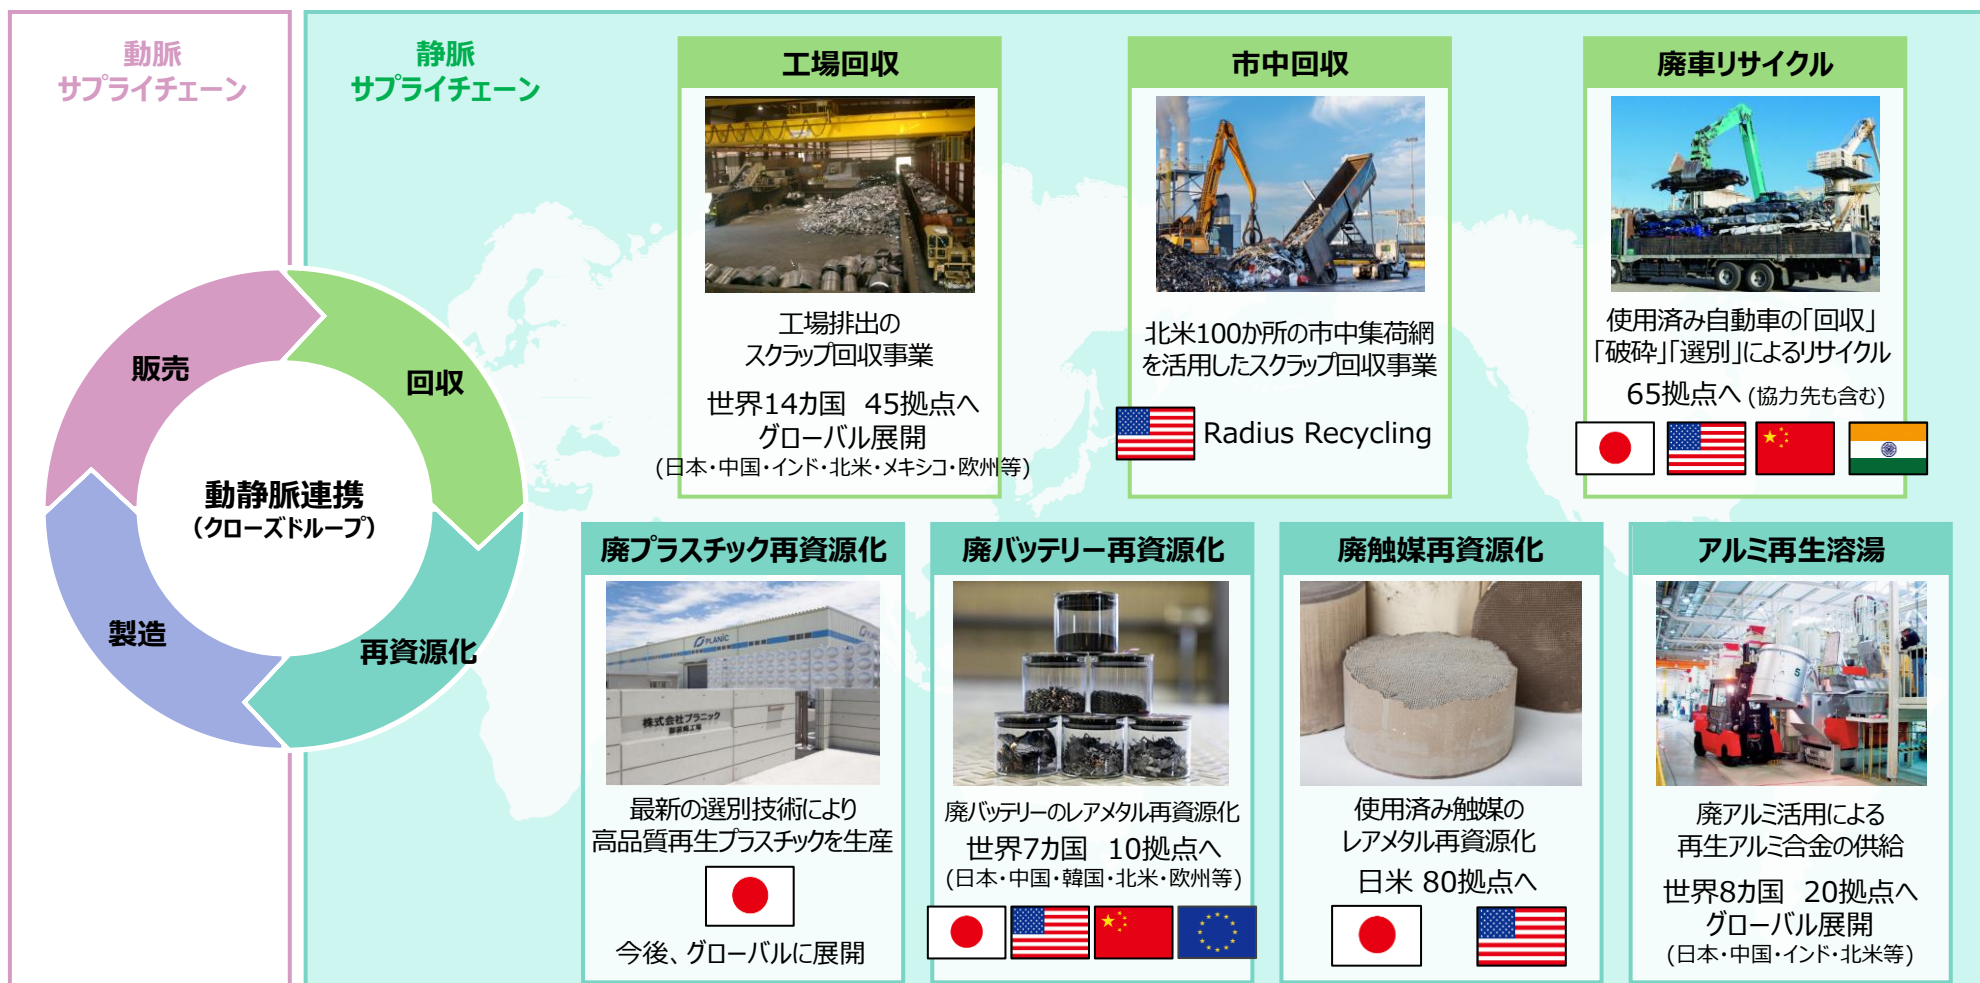 動脈
サプライチェーン
静脈
サプライチェーン
販売
回収
製造
再資源化
動静脈連携
（クローズドループ）
工場回収
工場排出の
スクラップ回収事業
世界14カ国　45拠点へ
グローバル展開
(日本・中国・インド・北米・メキシコ・欧州等)
市中回収
北米100か所の市中集荷網
を活用したスクラップ回収事業
Radius Recycling
廃車リサイクル
使用済み自動車の「回収」
「破砕」「選別」によるリサイクル
65拠点へ (協力先も含む)
廃プラスチック再資源化
PLANIC
株式会社プラニック
最新の選別技術により
高品質再生プラスチックを生産
今後、グローバルに展開
廃バッテリー再資源化
廃バッテリーのレアメタル再資源化
世界7カ国　10拠点へ
(日本・中国・韓国・北米・欧州等)
廃触媒再資源化
使用済み触媒の
レアメタル再資源化
日米 80拠点へ
アルミ再生溶湯
5
廃アルミ活用による
再生アルミ合金の供給
世界8カ国　20拠点へ
グローバル展開
(日本・中国・インド・北米等)